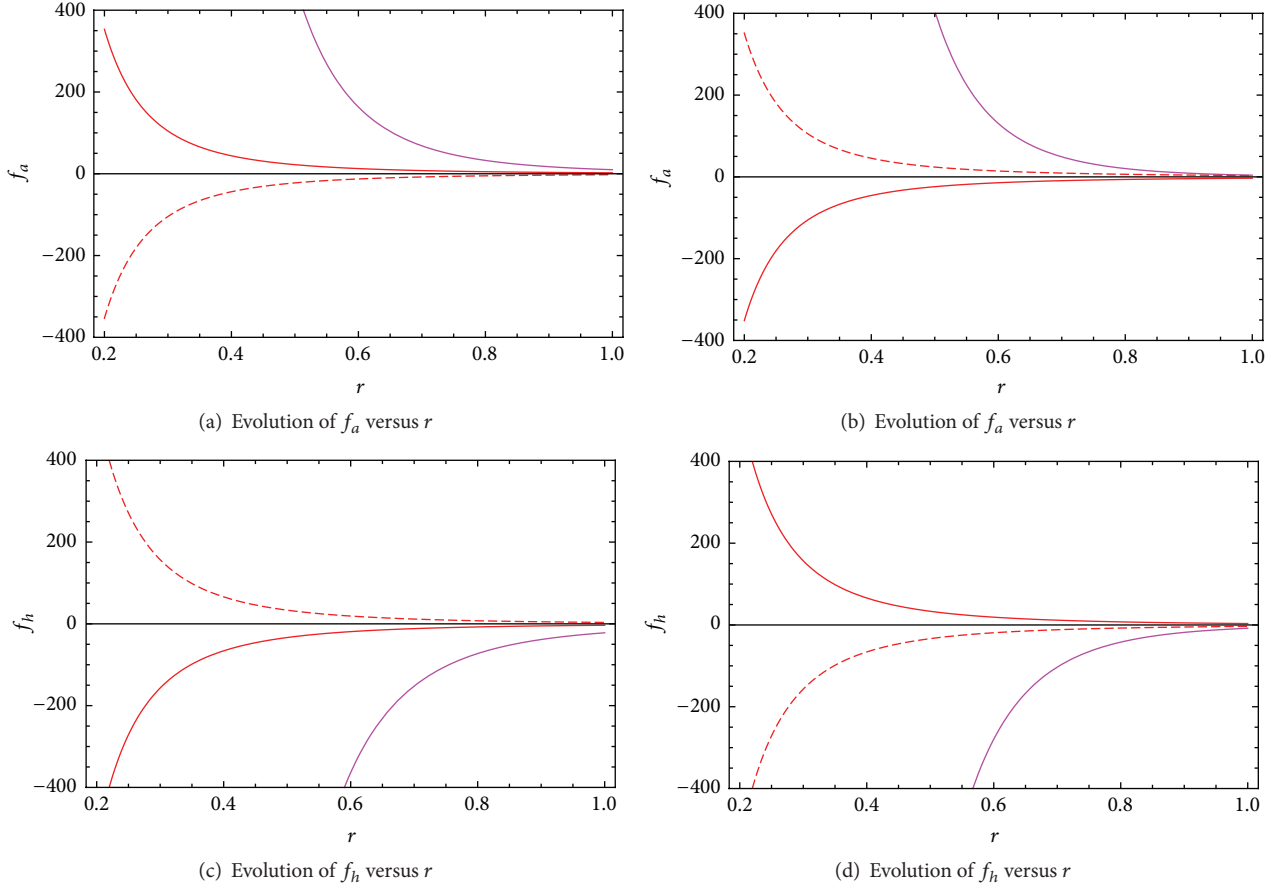 400
200
0
−200
−400
f_a
0.2 0.4 0.6 0.8 1.0
r
(a) Evolution of f_a versus r
400
200
0
−200
−400
f_a
0.2 0.4 0.6 0.8 1.0
r
(b) Evolution of f_a versus r
400
200
0
−200
−400
f_h
0.2 0.4 0.6 0.8 1.0
r
(c) Evolution of f_h versus r
400
200
0
−200
−400
f_h
0.2 0.4 0.6 0.8 1.0
r
(d) Evolution of f_h versus r